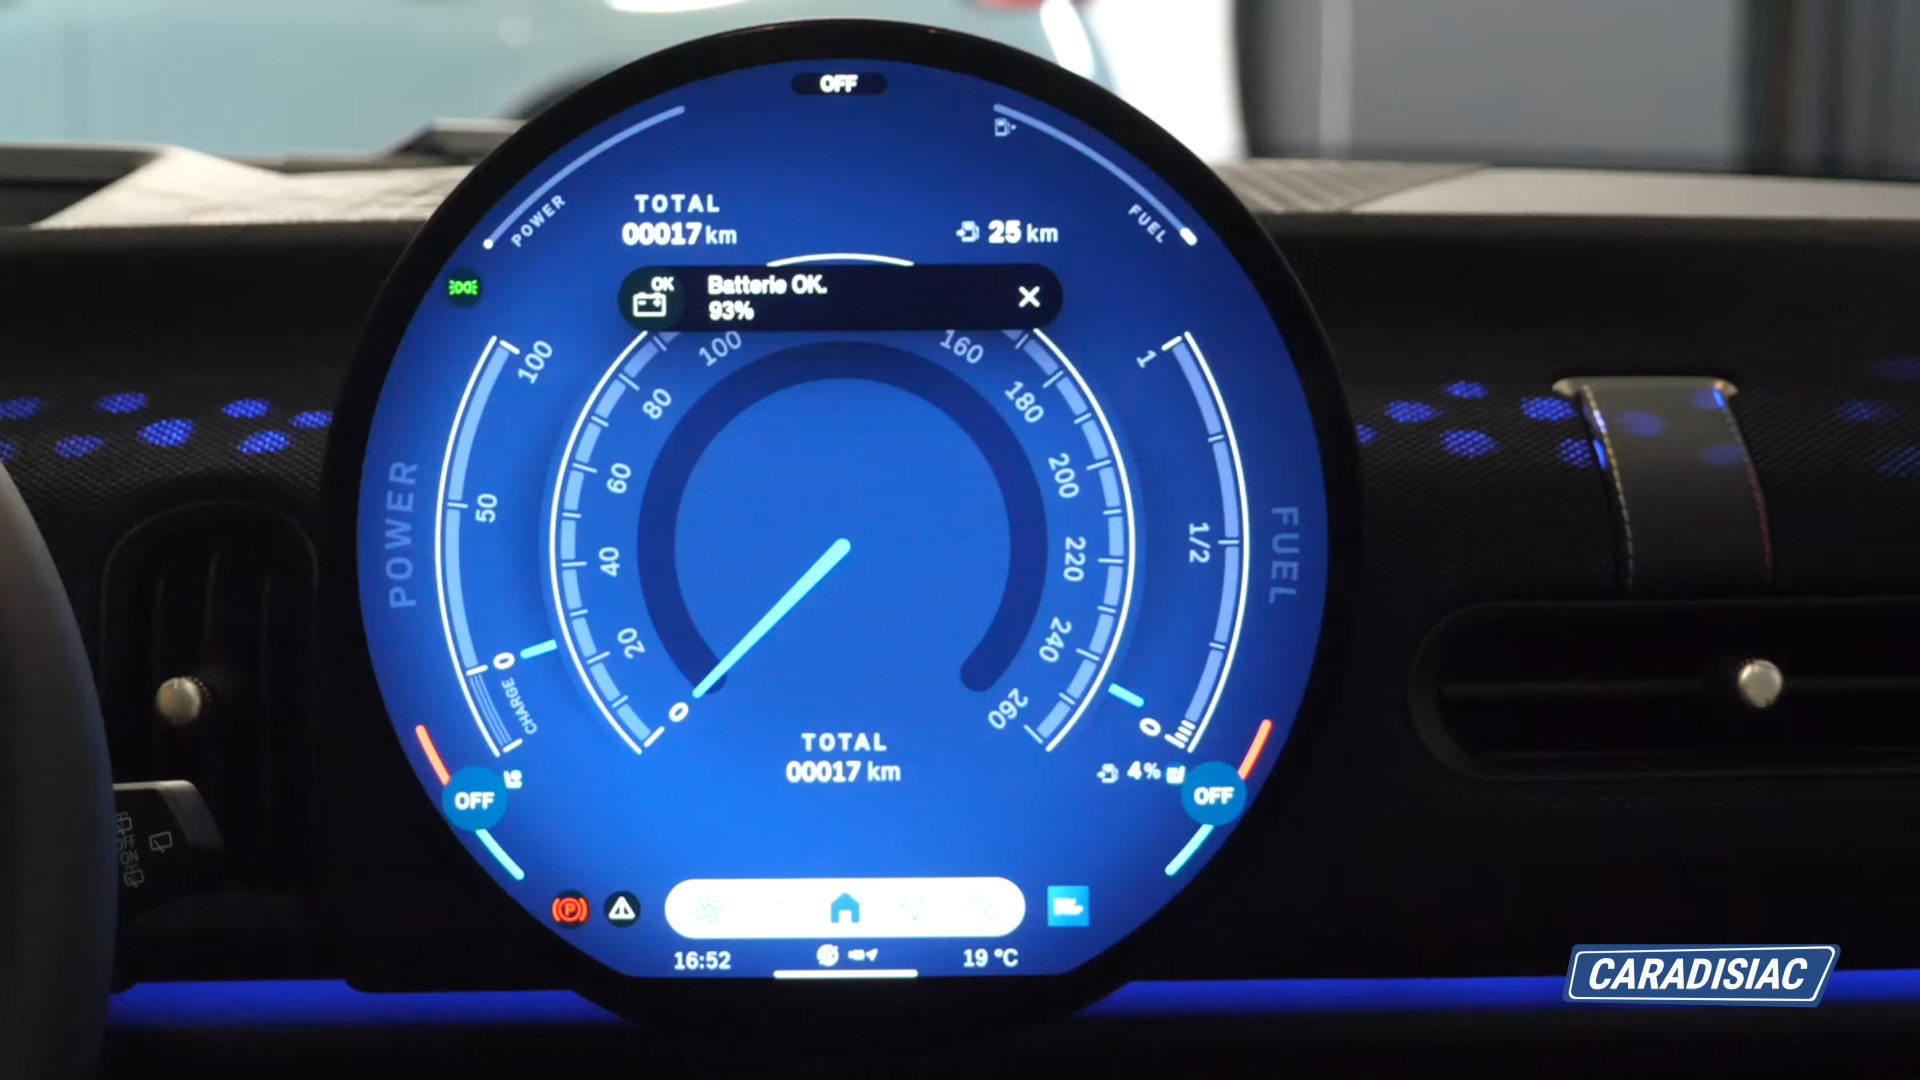 OFF
POWER
FUEL
TOTAL
00017 km
25 km
OK
Batterie OK.
93%
100
50
0
CHARGE
POWER
100
80
60
40
20
0
160
180
200
220
240
260
1
1/2
0
FUEL
TOTAL
00017 km
4%
OFF
OFF
P
16:52
19 °C
OFF
ON
CARADISIAC